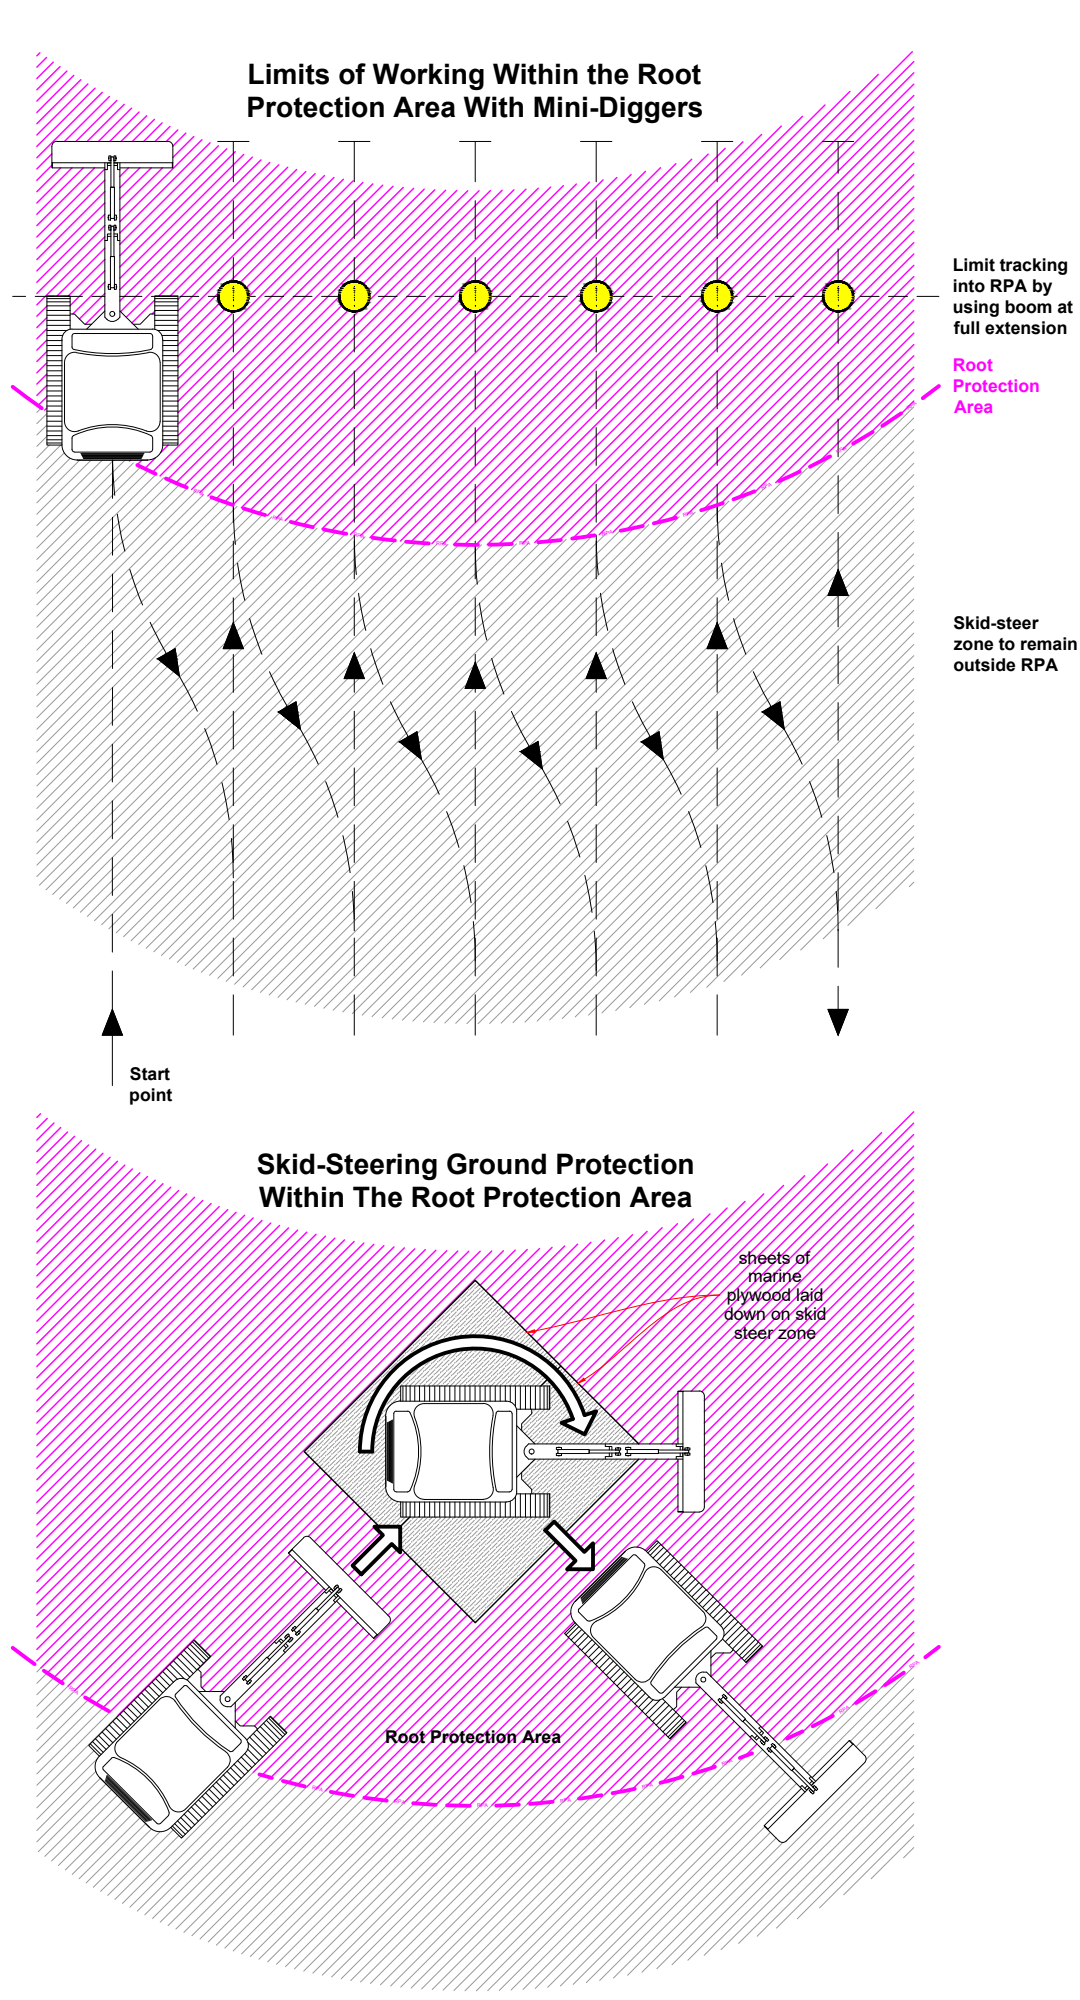 Limits of Working Within the Root
Protection Area With Mini-Diggers
Limit tracking
into RPA by
using boom at
full extension
Root
Protection
Area
Skid-steer
zone to remain
outside RPA
Start
point
Skid-Steering Ground Protection
Within The Root Protection Area
sheets of
marine
plywood laid
down on skid
steer zone
Root Protection Area